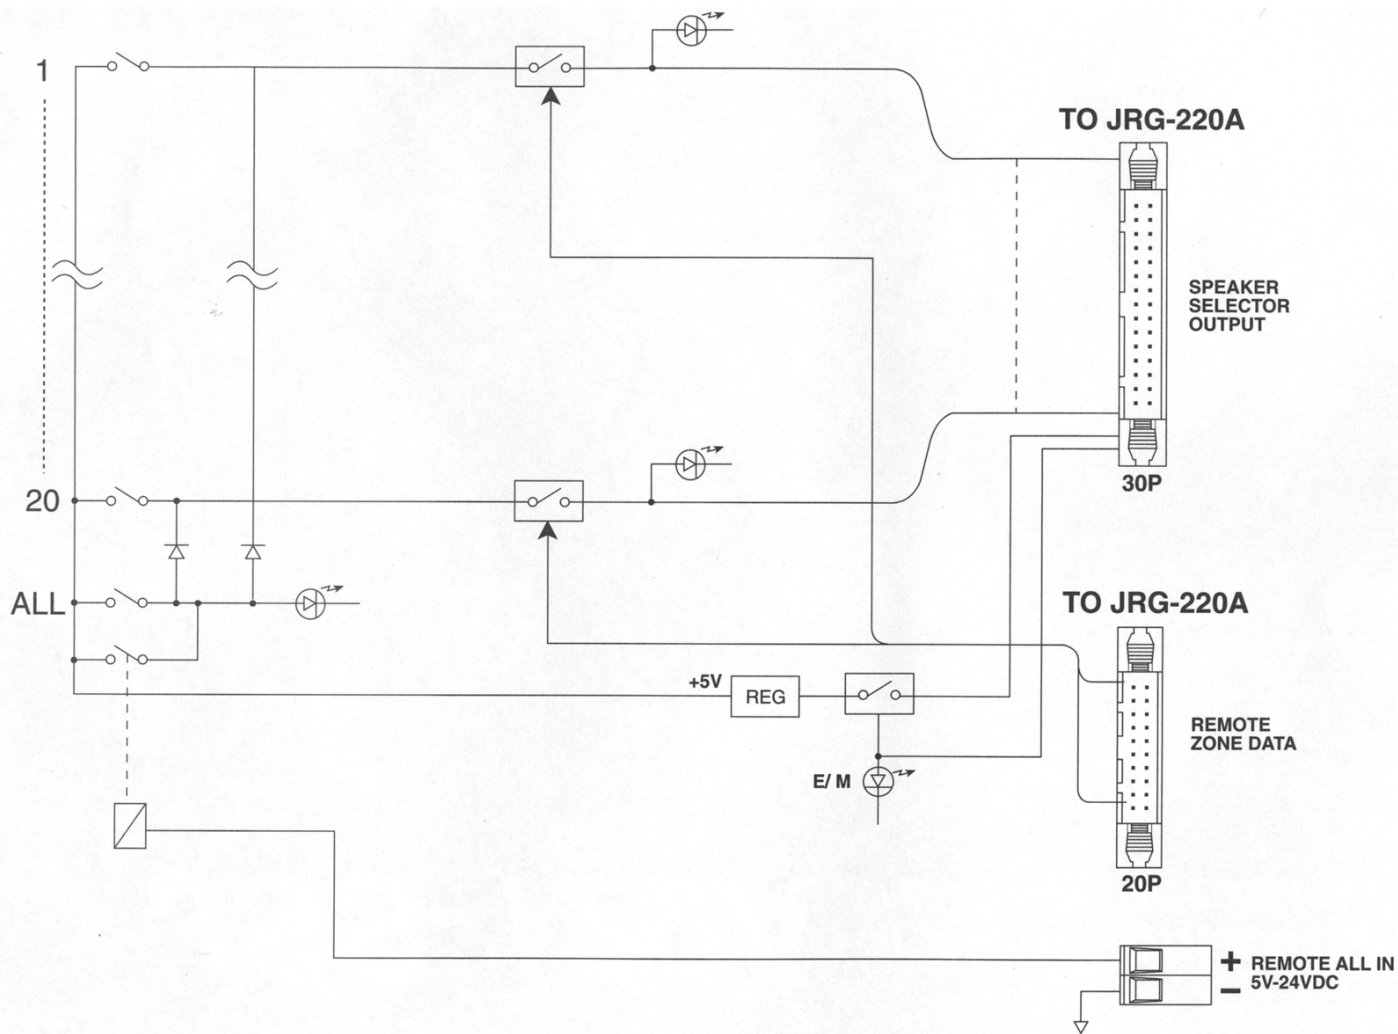 1
TO JRG-220A
SPEAKER
SELECTOR
OUTPUT
30P
20
ALL
TO JRG-220A
+5V
REG
REMOTE
ZONE DATA
E/ M
20P
+ REMOTE ALL IN
− 5V-24VDC